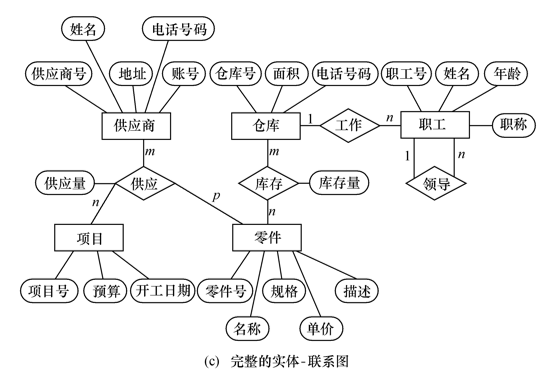 姓名 电话号码
供应商号 地址 账号 仓库号 面积 电话号码 职工号 姓名 年龄
供应商 仓库 1 工作 n 职工 职称
m m 1 n
供应量 供应 库存 库存量 领导
n p n
项目 零件
项目号 预算 开工日期 零件号 规格 描述
名称 单价
(c) 完整的实体-联系图